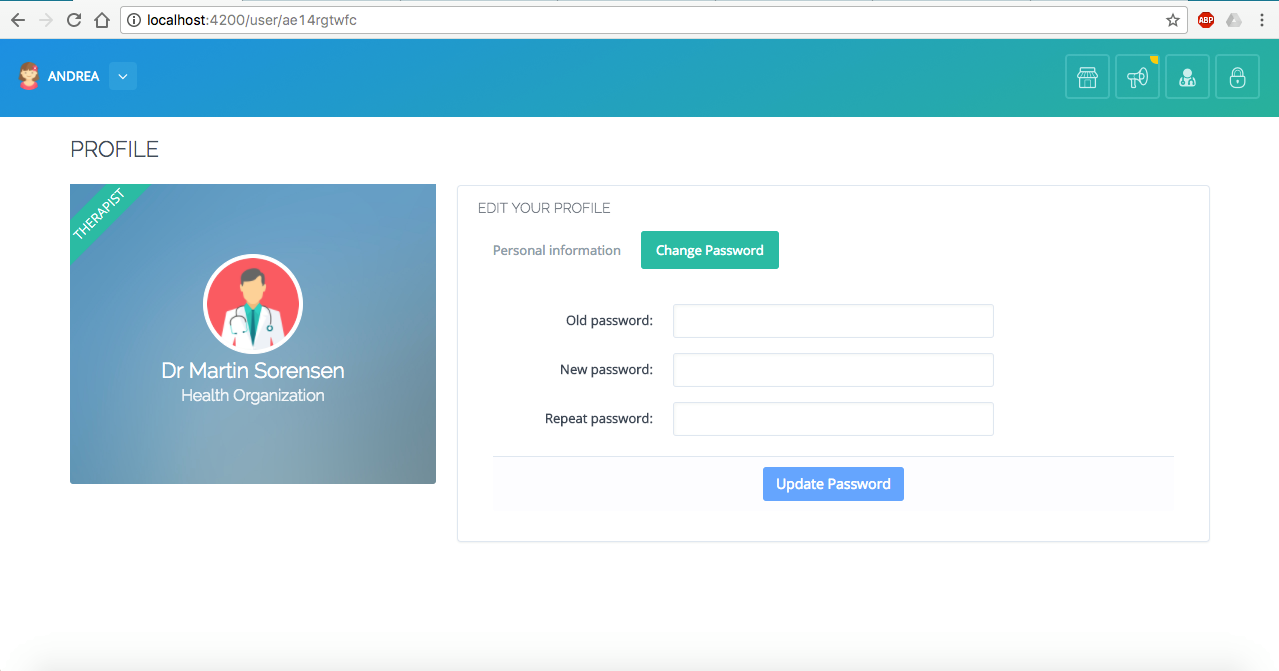 localhost:4200/user/ae14rgtwfc
ABP
ANDREA
PROFILE
THERAPIST
Dr Martin Sorensen
Health Organization
EDIT YOUR PROFILE
Personal information
Change Password
Old password:
New password:
Repeat password:
Update Password